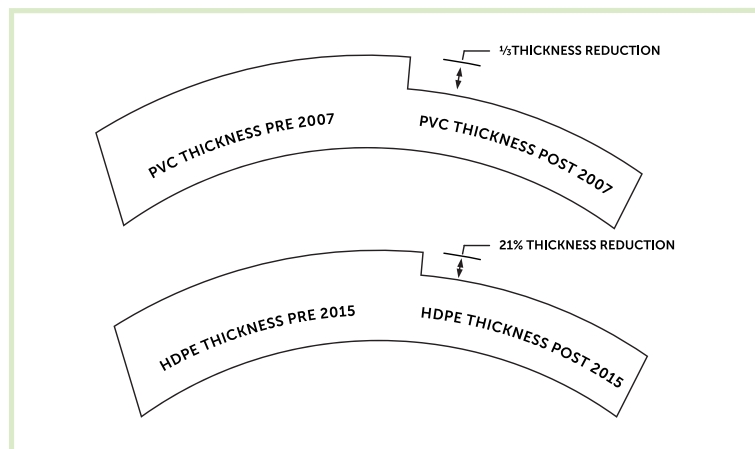 ⅓THICKNESS REDUCTION
PVC THICKNESS PRE 2007
PVC THICKNESS POST 2007
21% THICKNESS REDUCTION
HDPE THICKNESS PRE 2015
HDPE THICKNESS POST 2015